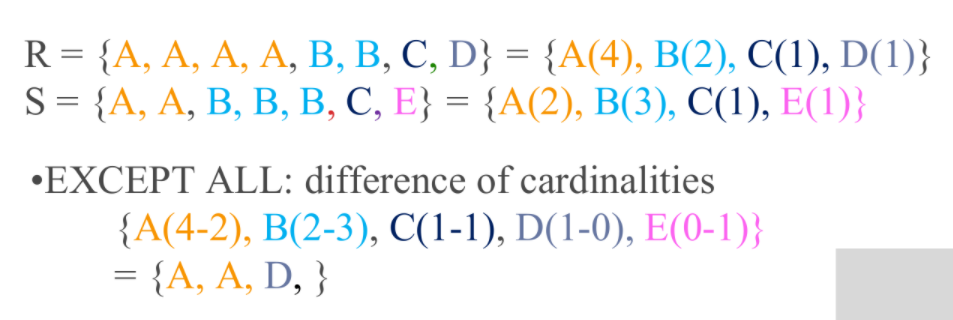 R = {A, A, A, A, B, B, C, D} = {A(4), B(2), C(1), D(1)}
S = {A, A, B, B, B, C, E} = {A(2), B(3), C(1), E(1)}
•EXCEPT ALL: difference of cardinalities
{A(4-2), B(2-3), C(1-1), D(1-0), E(0-1)}
= {A, A, D, }